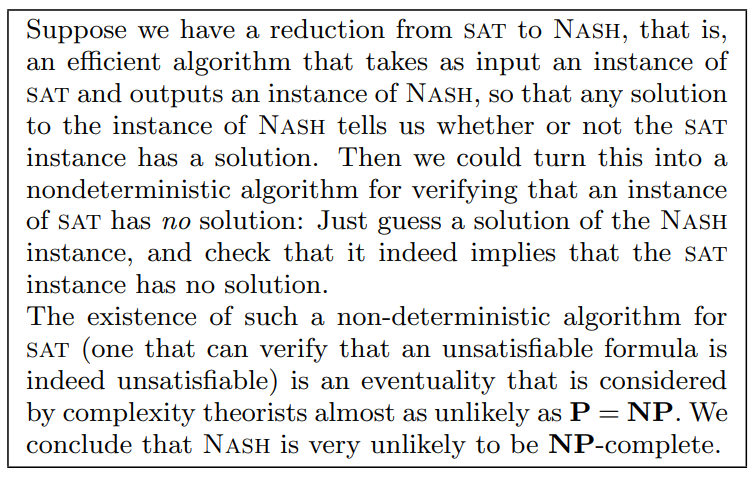 Suppose we have a reduction from SAT to NASH, that is,
an efficient algorithm that takes as input an instance of
SAT and outputs an instance of NASH, so that any solution
to the instance of NASH tells us whether or not the SAT
instance has a solution. Then we could turn this into a
nondeterministic algorithm for verifying that an instance
of SAT has no solution: Just guess a solution of the NASH
instance, and check that it indeed implies that the SAT
instance has no solution.
The existence of such a non-deterministic algorithm for
SAT (one that can verify that an unsatisfiable formula is
indeed unsatisfiable) is an eventuality that is considered
by complexity theorists almost as unlikely as P = NP. We
conclude that NASH is very unlikely to be NP-complete.